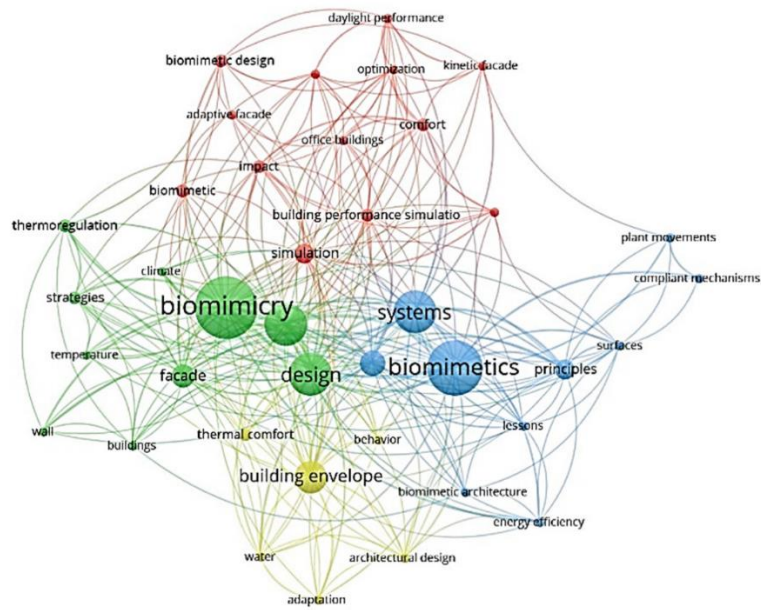 daylight performance
biomimetic design
optimization
kinetic facade
adaptive facade
comfort
office buildings
impact
biomimetic
building performance simulatio
thermoregulation
plant movements
simulation
climate
compliant mechanisms
strategies
biomimicry
systems
surfaces
temperature
facade
design
biomimetics
principles
lessons
wall
thermal comfort
behavior
buildings
building envelope
biomimetic architecture
energy efficiency
water
architectural design
adaptation